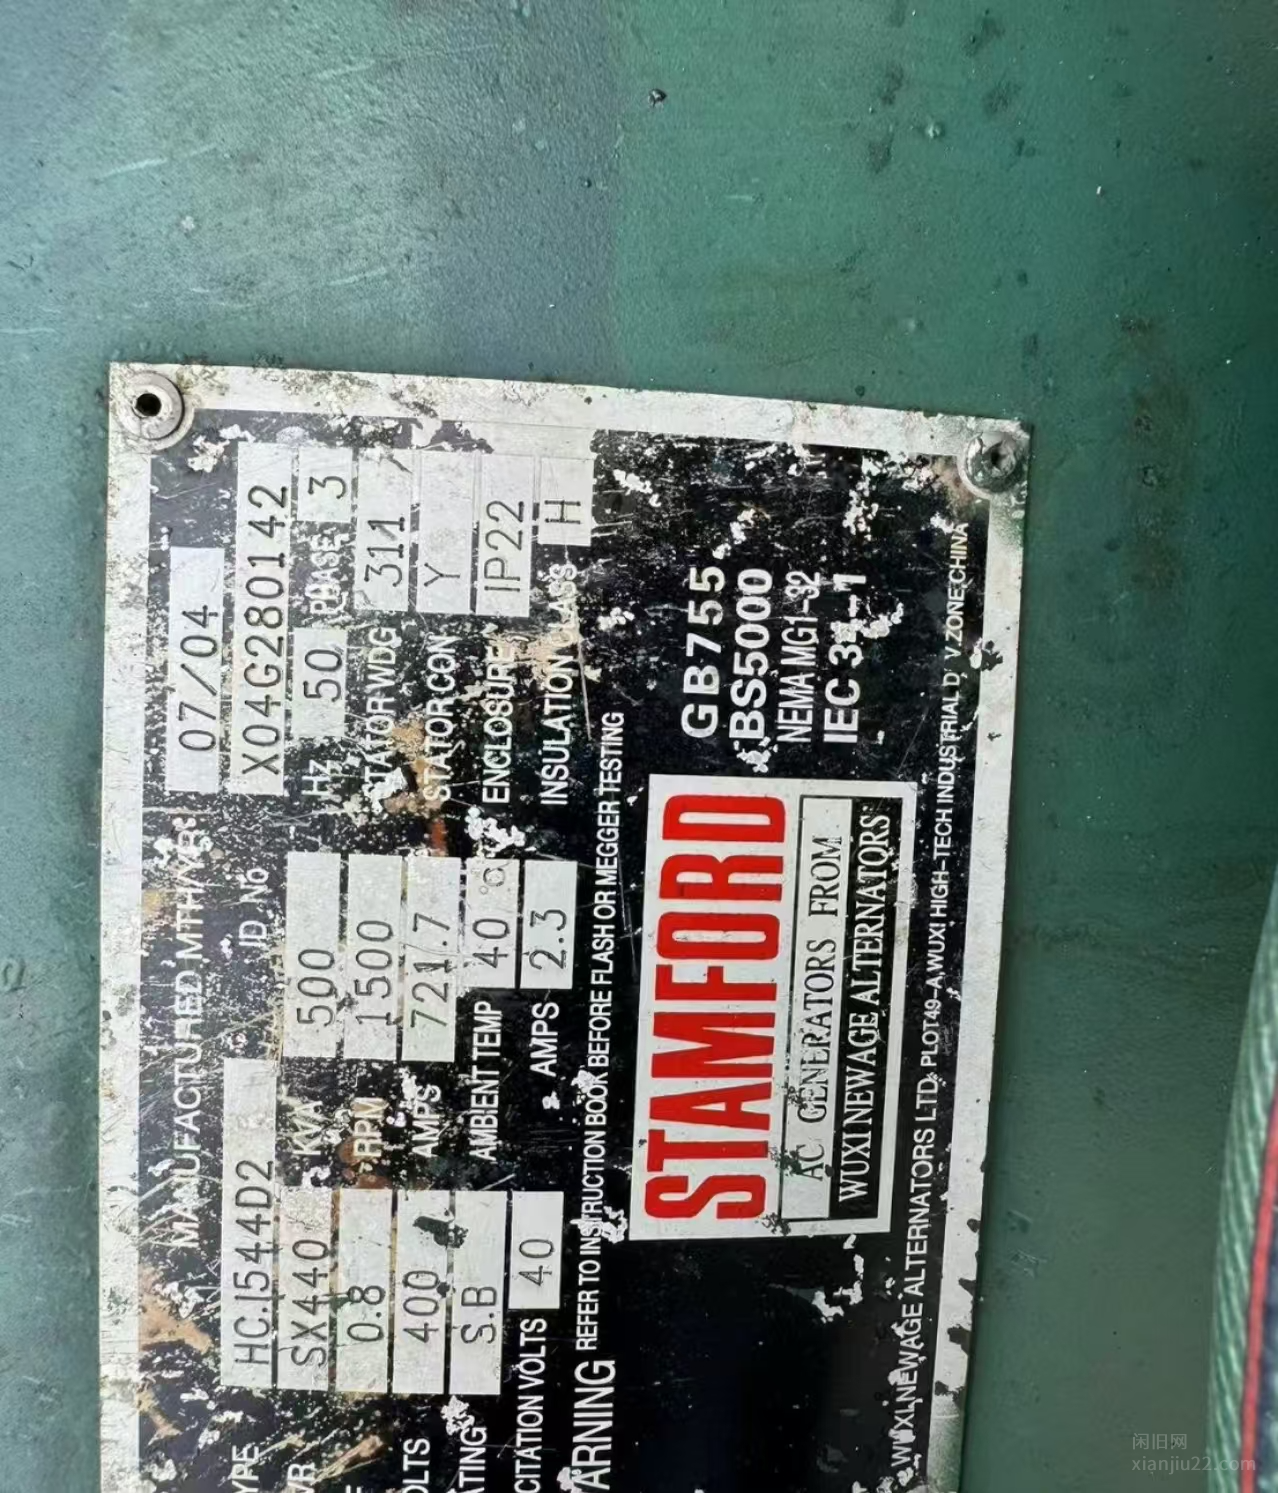 MANUFACTURED MTH/YR 07/04
YPE HC.I544D2 ID.No X04G280142
VR SX440 KVA 500 HZ 50 PHASE 3
F 0.8 RPM 1500 STATOR WDG 311
OLTS 400 AMPS 721.7 STATOR CON Y
ATING S.B AMBIENT TEMP 40 °C ENCLOSURE IP22
CITATION VOLTS 40 AMPS 2.3 INSULATION CLASS H
ARNING REFER TO INSTRUCTION BOOK BEFORE FLASH OR MEGGER TESTING
STAMFORD
AC GENERATORS FROM
WUXI NEWAGE ALTERNATORS
GB755
BS5000
NEMA MG1-32
IEC 34-1
WUXI NEWAGE ALTERNATORS LTD. PLOT49-A,WUXI HIGH-TECH INDUSTRIAL D V.ZONE CHINA
闲旧网
xianjiu22.com